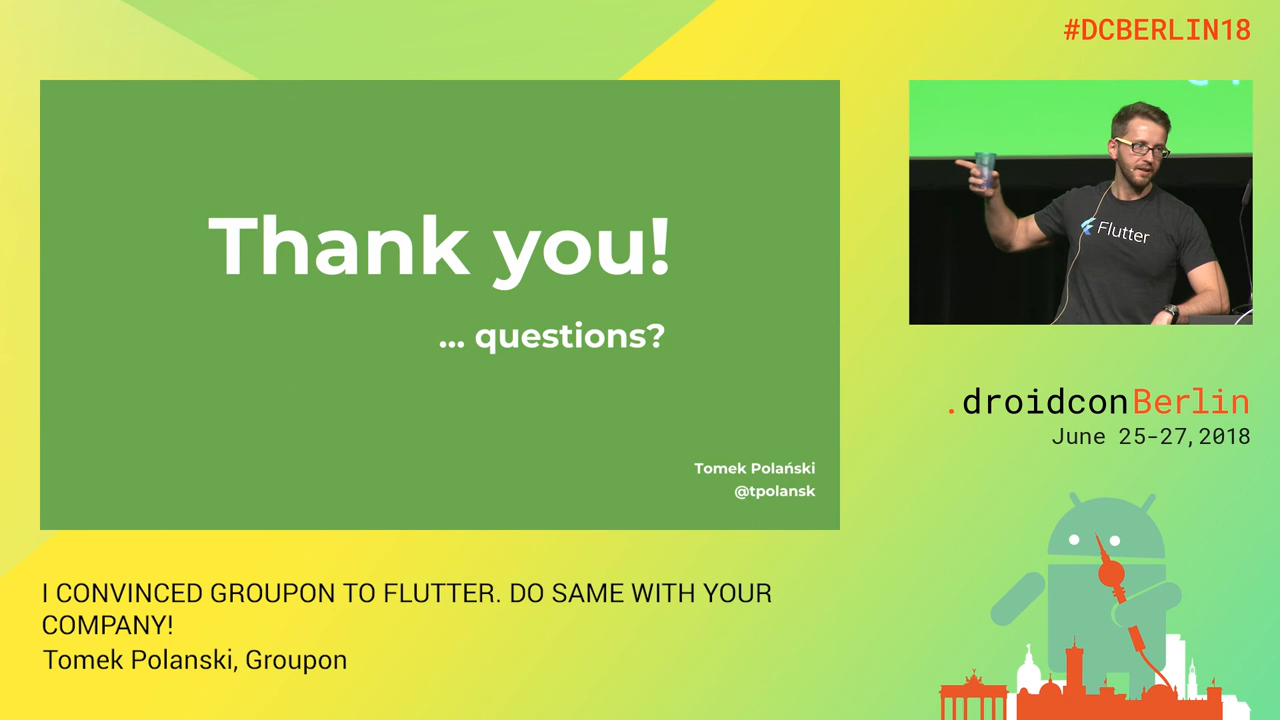 #DCBERLIN18
Thank you!
... questions?
Tomek Polański
@tpolansk
Flutter
.droidconBerlin
June 25-27, 2018
I CONVINCED GROUPON TO FLUTTER. DO SAME WITH YOUR
COMPANY!
Tomek Polanski, Groupon